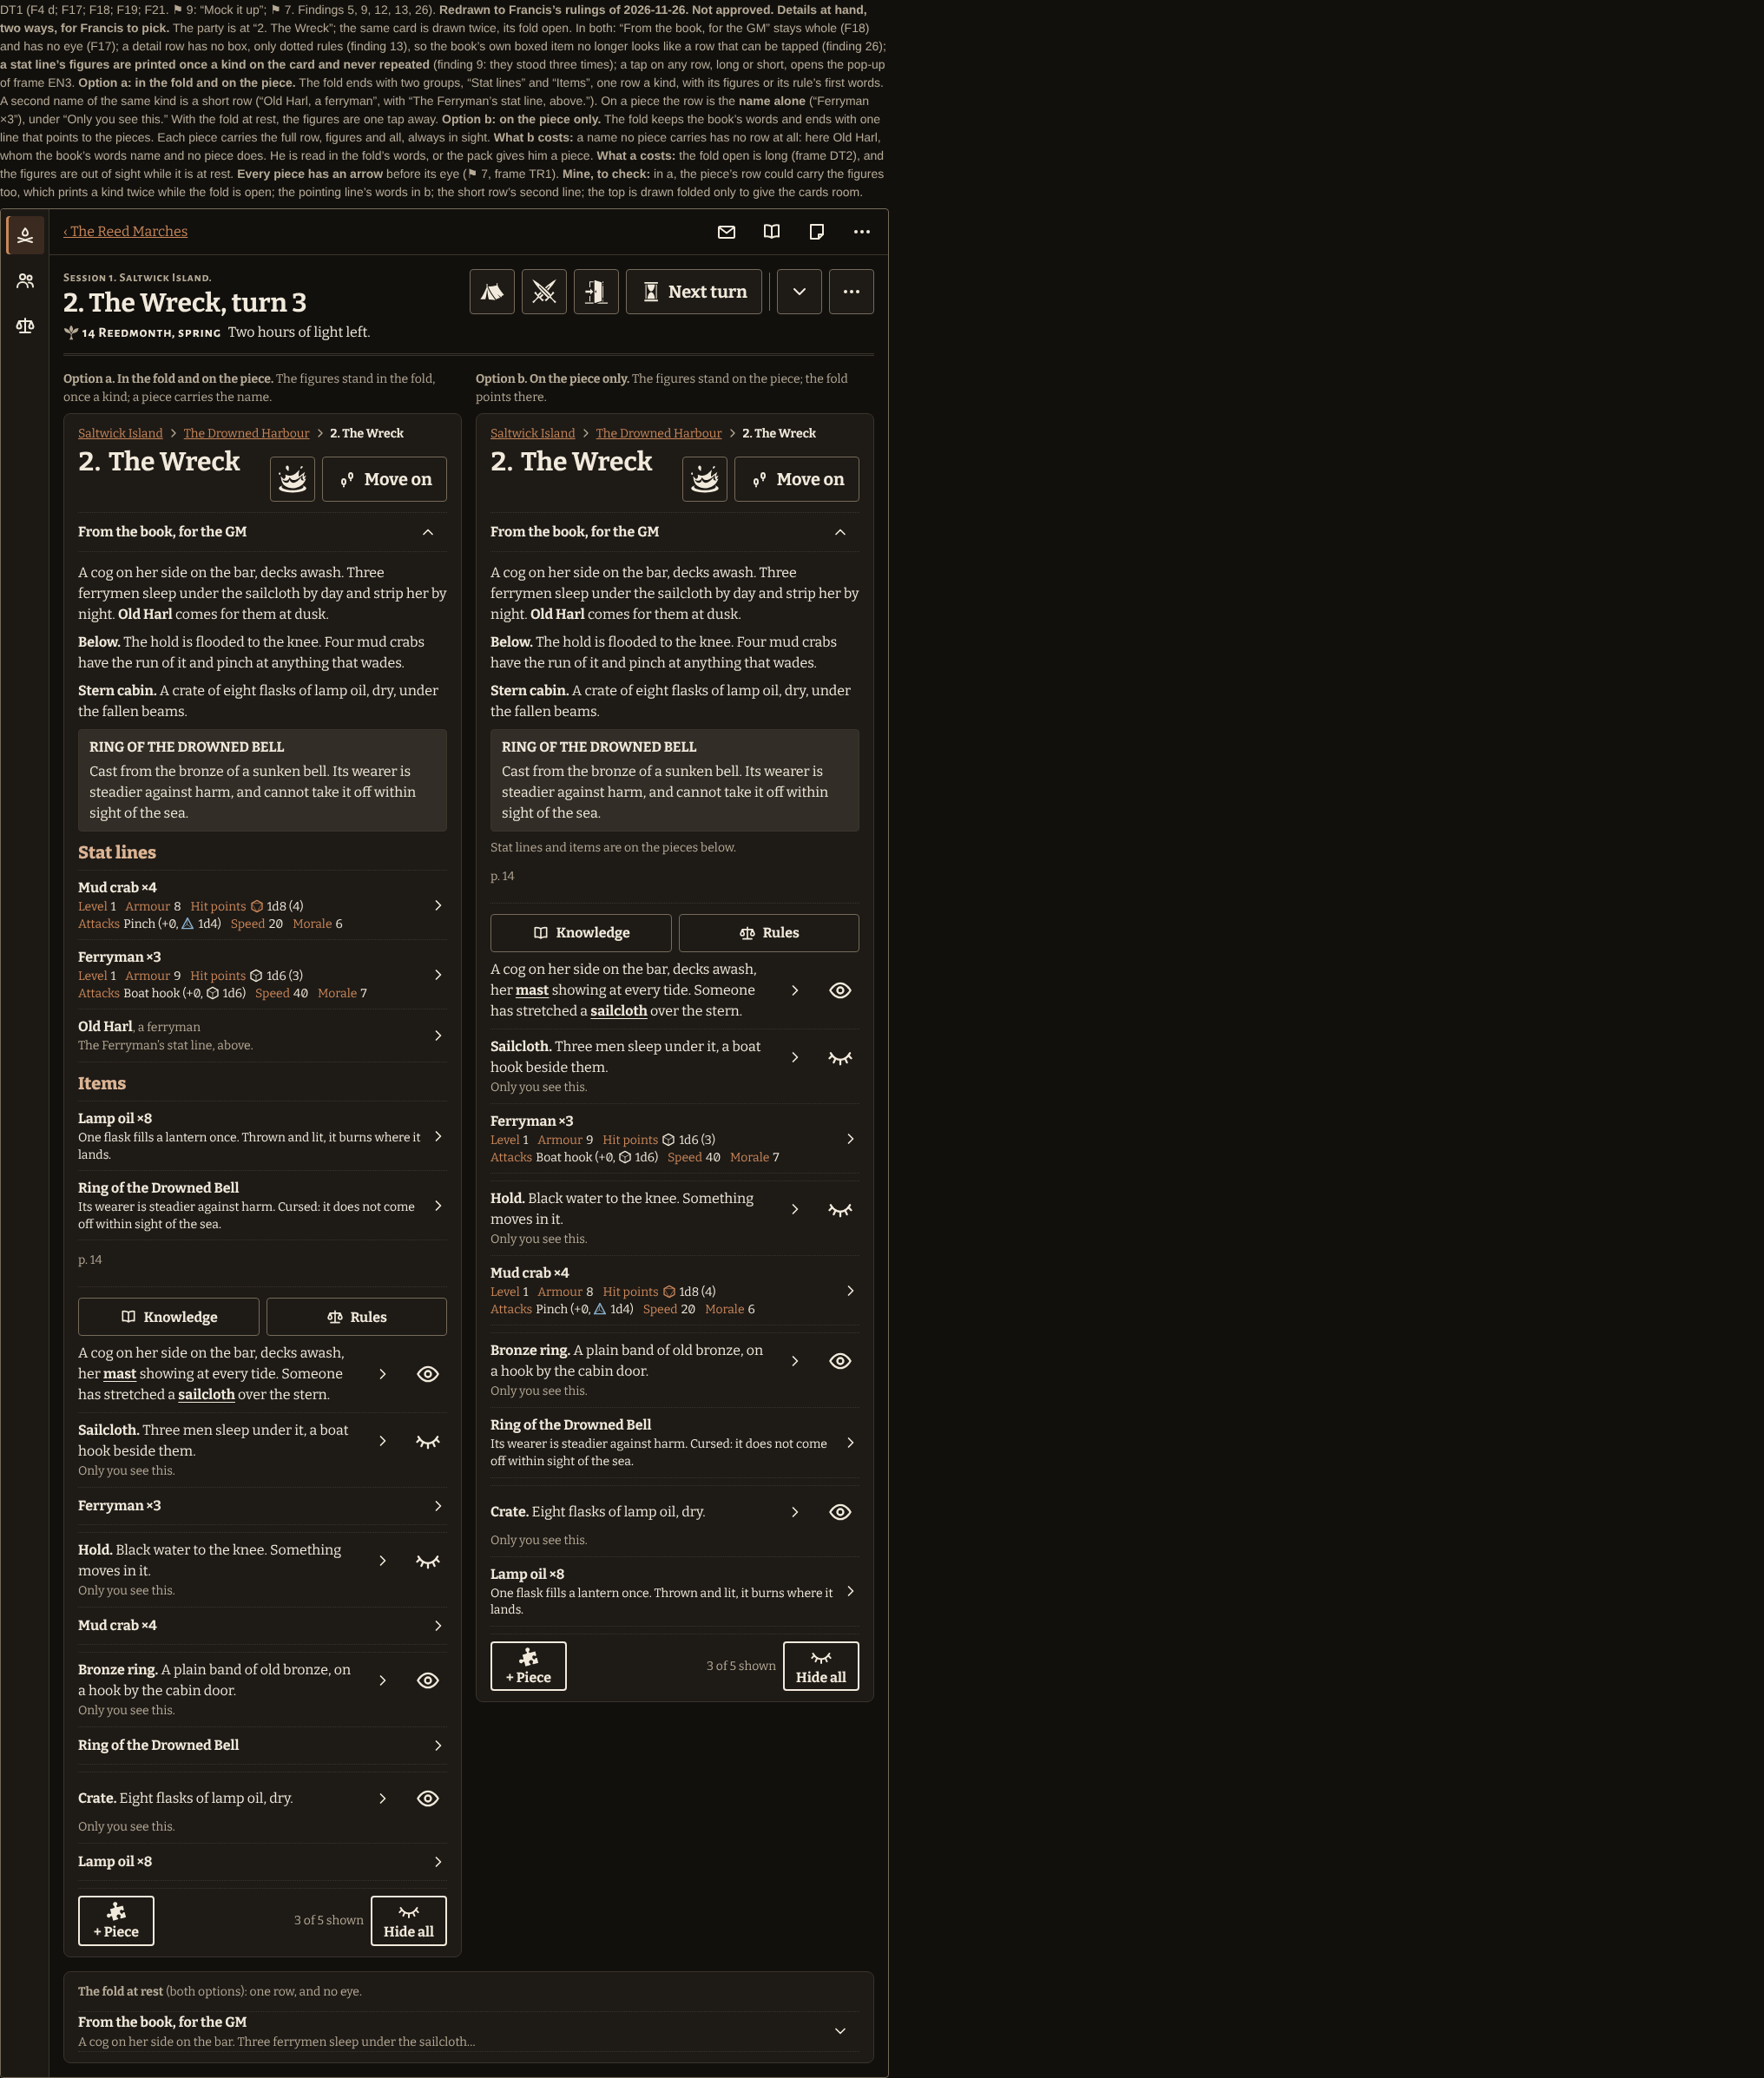 DT1 (F4 d; F17; F18; F19; F21. ⚑ 9: “Mock it up”; ⚑ 7. Findings 5, 9, 12, 13, 26). Redrawn to Francis’s rulings of 2026-11-26. Not approved. Details at hand,
two ways, for Francis to pick. The party is at “2. The Wreck”; the same card is drawn twice, its fold open. In both: “From the book, for the GM” stays whole (F18)
and has no eye (F17); a detail row has no box, only dotted rules (finding 13), so the book’s own boxed item no longer looks like a row that can be tapped (finding 26);
a stat line’s figures are printed once a kind on the card and never repeated (finding 9: they stood three times); a tap on any row, long or short, opens the pop-up
of frame EN3. Option a: in the fold and on the piece. The fold ends with two groups, “Stat lines” and “Items”, one row a kind, with its figures or its rule’s first words.
A second name of the same kind is a short row (“Old Harl, a ferryman”, with “The Ferryman’s stat line, above.”). On a piece the row is the name alone (“Ferryman
×3”), under “Only you see this.” With the fold at rest, the figures are one tap away. Option b: on the piece only. The fold keeps the book’s words and ends with one
line that points to the pieces. Each piece carries the full row, figures and all, always in sight. What b costs: a name no piece carries has no row at all: here Old Harl,
whom the book’s words name and no piece does. He is read in the fold’s words, or the pack gives him a piece. What a costs: the fold open is long (frame DT2), and
the figures are out of sight while it is at rest. Every piece has an arrow before its eye (⚑ 7, frame TR1). Mine, to check: in a, the piece’s row could carry the figures
too, which prints a kind twice while the fold is open; the pointing line’s words in b; the short row’s second line; the top is drawn folded only to give the cards room.
‹ The Reed Marches
Session 1. Saltwick Island.
2. The Wreck, turn 3
14 Reedmonth, spring Two hours of light left.
Next turn
Option a. In the fold and on the piece. The figures stand in the fold,
once a kind; a piece carries the name.
Saltwick Island > The Drowned Harbour > 2. The Wreck
2. The Wreck
Move on
From the book, for the GM
A cog on her side on the bar, decks awash. Three
ferrymen sleep under the sailcloth by day and strip her by
night. Old Harl comes for them at dusk.
Below. The hold is flooded to the knee. Four mud crabs
have the run of it and pinch at anything that wades.
Stern cabin. A crate of eight flasks of lamp oil, dry, under
the fallen beams.
RING OF THE DROWNED BELL
Cast from the bronze of a sunken bell. Its wearer is
steadier against harm, and cannot take it off within
sight of the sea.
Stat lines
Mud crab ×4
Level 1 Armour 8 Hit points 1d8 (4)
Attacks Pinch (+0, 1d4) Speed 20 Morale 6
Ferryman ×3
Level 1 Armour 9 Hit points 1d6 (3)
Attacks Boat hook (+0, 1d6) Speed 40 Morale 7
Old Harl, a ferryman
The Ferryman’s stat line, above.
Items
Lamp oil ×8
One flask fills a lantern once. Thrown and lit, it burns where it
lands.
Ring of the Drowned Bell
Its wearer is steadier against harm. Cursed: it does not come
off within sight of the sea.
p. 14
Knowledge
Rules
A cog on her side on the bar, decks awash,
her mast showing at every tide. Someone
has stretched a sailcloth over the stern.
Sailcloth. Three men sleep under it, a boat
hook beside them.
Only you see this.
Ferryman ×3
Hold. Black water to the knee. Something
moves in it.
Only you see this.
Mud crab ×4
Bronze ring. A plain band of old bronze, on
a hook by the cabin door.
Only you see this.
Ring of the Drowned Bell
Crate. Eight flasks of lamp oil, dry.
Only you see this.
Lamp oil ×8
+ Piece
3 of 5 shown
Hide all
Option b. On the piece only. The figures stand on the piece; the fold
points there.
Saltwick Island > The Drowned Harbour > 2. The Wreck
2. The Wreck
Move on
From the book, for the GM
A cog on her side on the bar, decks awash. Three
ferrymen sleep under the sailcloth by day and strip her by
night. Old Harl comes for them at dusk.
Below. The hold is flooded to the knee. Four mud crabs
have the run of it and pinch at anything that wades.
Stern cabin. A crate of eight flasks of lamp oil, dry, under
the fallen beams.
RING OF THE DROWNED BELL
Cast from the bronze of a sunken bell. Its wearer is
steadier against harm, and cannot take it off within
sight of the sea.
Stat lines and items are on the pieces below.
p. 14
Knowledge
Rules
A cog on her side on the bar, decks awash,
her mast showing at every tide. Someone
has stretched a sailcloth over the stern.
Sailcloth. Three men sleep under it, a boat
hook beside them.
Only you see this.
Ferryman ×3
Level 1 Armour 9 Hit points 1d6 (3)
Attacks Boat hook (+0, 1d6) Speed 40 Morale 7
Hold. Black water to the knee. Something
moves in it.
Only you see this.
Mud crab ×4
Level 1 Armour 8 Hit points 1d8 (4)
Attacks Pinch (+0, 1d4) Speed 20 Morale 6
Bronze ring. A plain band of old bronze, on
a hook by the cabin door.
Only you see this.
Ring of the Drowned Bell
Its wearer is steadier against harm. Cursed: it does not come
off within sight of the sea.
Crate. Eight flasks of lamp oil, dry.
Only you see this.
Lamp oil ×8
One flask fills a lantern once. Thrown and lit, it burns where it
lands.
+ Piece
3 of 5 shown
Hide all
The fold at rest (both options): one row, and no eye.
From the book, for the GM
A cog on her side on the bar. Three ferrymen sleep under the sailcloth…